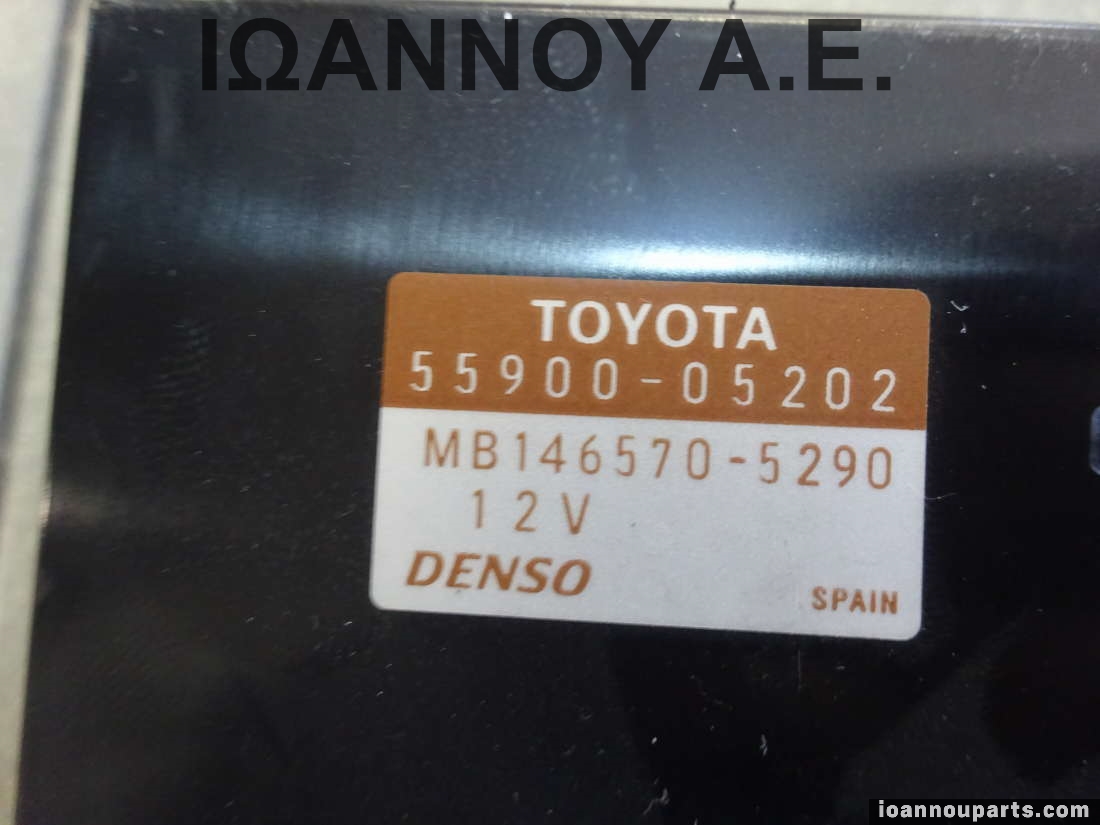 ΙΩΑΝΝΟΥ Α.Ε.
TOYOTA
55900-05202
MB146570-5290
12V
DENSO
SPAIN
ioannouparts.com